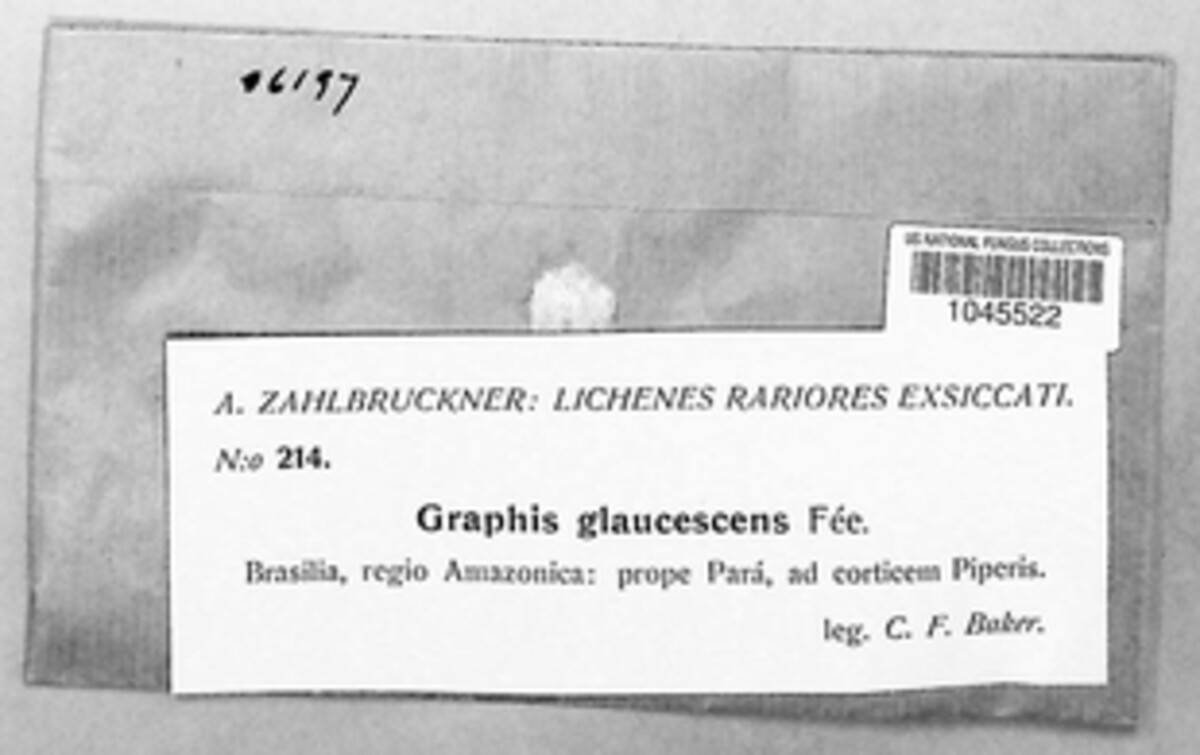 6197
US NATIONAL FUNGUS COLLECTIONS
1045522
A. ZAHLBRUCKNER: LICHENES RARIORES EXSICCATI.
N:o 214.
Graphis glaucescens Fée.
Brasilia, regio Amazonica: prope Pará, ad corticem Piperis.
leg. C. F. Baker.